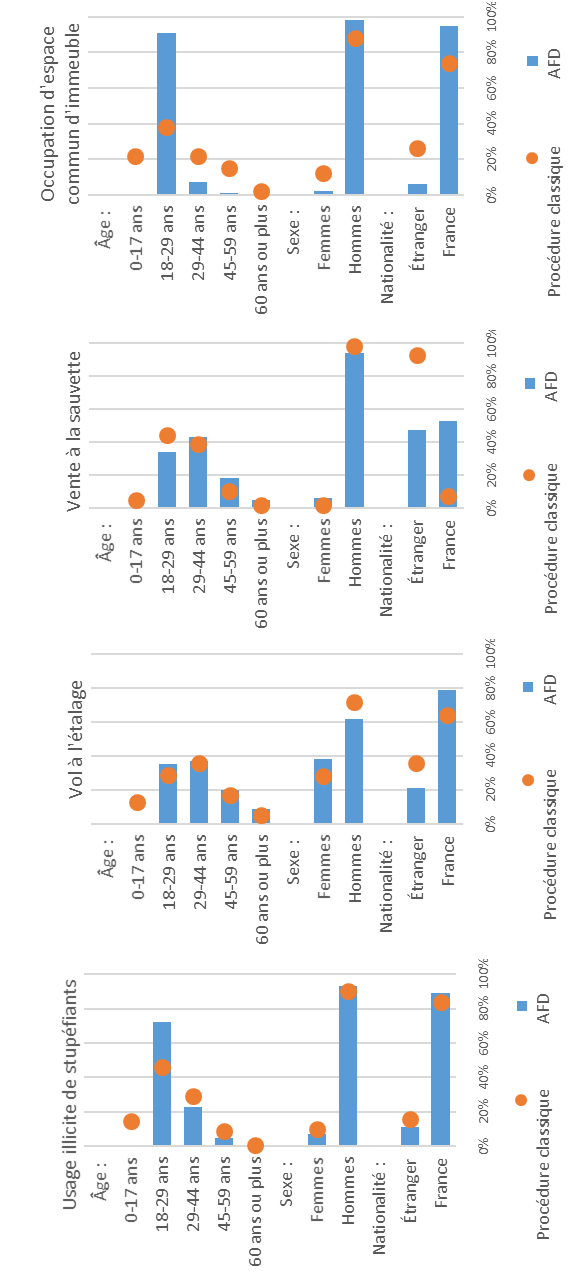 Occupation d'espace
commun d'immeuble
0% 20% 40% 60% 80% 100%
Âge :
0-17 ans
18-29 ans
29-44 ans
45-59 ans
60 ans ou plus
Sexe :
Femmes
Hommes
Nationalité :
Étranger
France
Procédure classique
AFD
Vente à la sauvette
0% 20% 40% 60% 80% 100%
Âge :
0-17 ans
18-29 ans
29-44 ans
45-59 ans
60 ans ou plus
Sexe :
Femmes
Hommes
Nationalité :
Étranger
France
Procédure classique
AFD
Vol à l'étalage
0% 20% 40% 60% 80% 100%
Âge :
0-17 ans
18-29 ans
29-44 ans
45-59 ans
60 ans ou plus
Sexe :
Femmes
Hommes
Nationalité :
Étranger
France
Procédure classique
AFD
Usage illicite de stupéfiants
0% 20% 40% 60% 80% 100%
Âge :
0-17 ans
18-29 ans
29-44 ans
45-59 ans
60 ans ou plus
Sexe :
Femmes
Hommes
Nationalité :
Étranger
France
Procédure classique
AFD